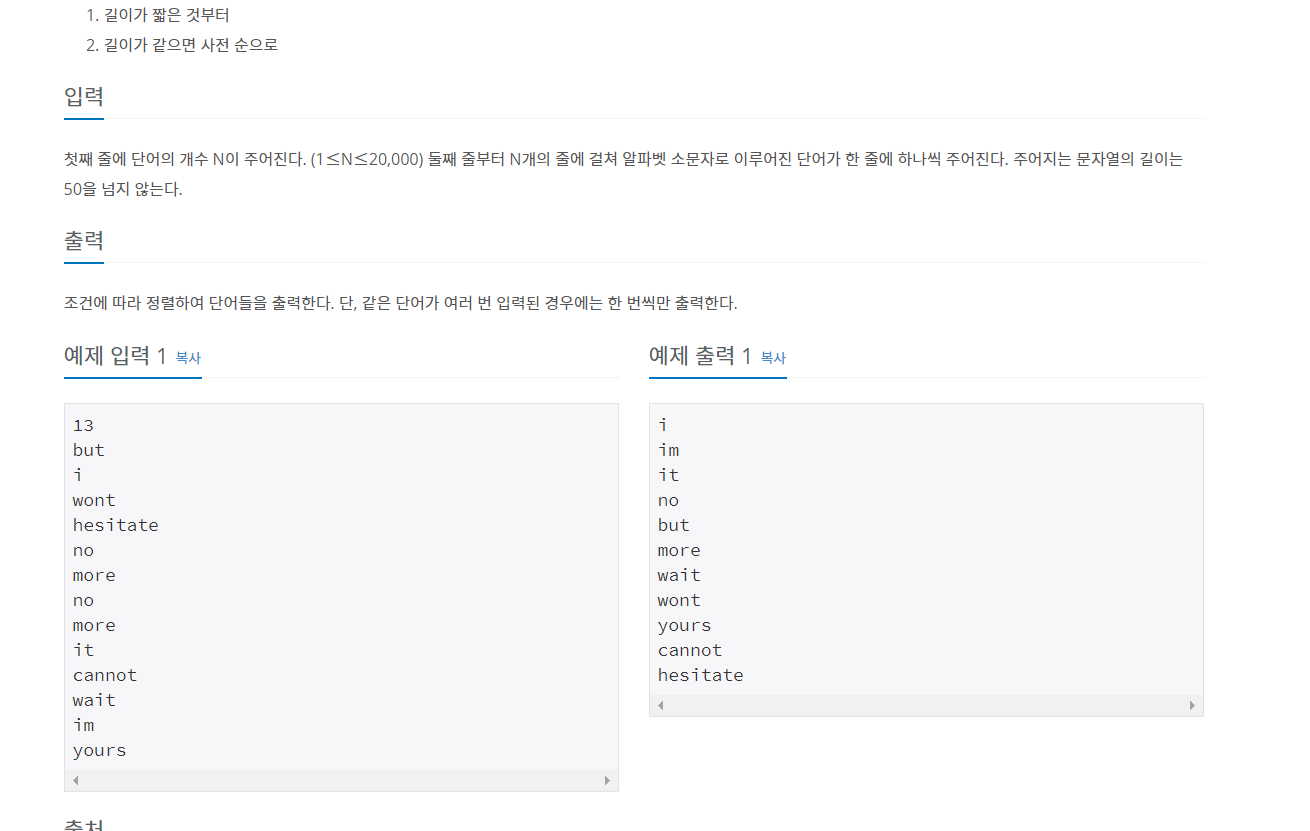 1. 길이가 짧은 것부터
2. 길이가 같으면 사전 순으로
입력
첫째 줄에 단어의 개수 N이 주어진다. (1≤N≤20,000) 둘째 줄부터 N개의 줄에 걸쳐 알파벳 소문자로 이루어진 단어가 한 줄에 하나씩 주어진다. 주어지는 문자열의 길이는
50을 넘지 않는다.
출력
조건에 따라 정렬하여 단어들을 출력한다. 단, 같은 단어가 여러 번 입력된 경우에는 한 번씩만 출력한다.
예제 입력 1 복사
13
but
i
wont
hesitate
no
more
no
more
it
cannot
wait
im
yours
예제 출력 1 복사
i
im
it
no
but
more
wait
wont
yours
cannot
hesitate
출처